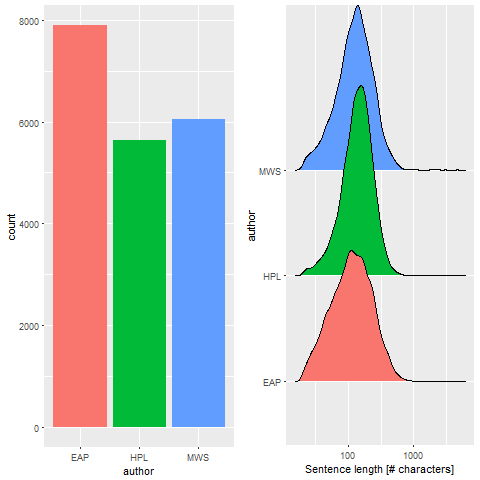 8000
6000
4000
2000
0
count
EAP HPL MWS
author
MWS
HPL
EAP
author
100 1000
Sentence length [# characters]